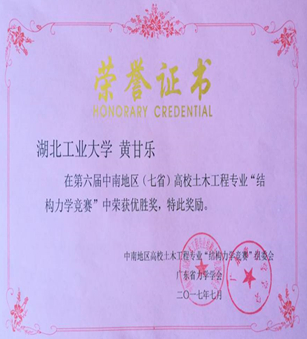 荣誉证书
HONORARY CREDENTIAL
湖北工业大学 黄甘乐
在第六届中南地区（七省）高校土木工程专业“结
构力学竞赛”中荣获优胜奖，特此奖励。
中南地区高校土木工程专业“结构力学竞赛”组委会
广东省力学学会
二〇一七年七月